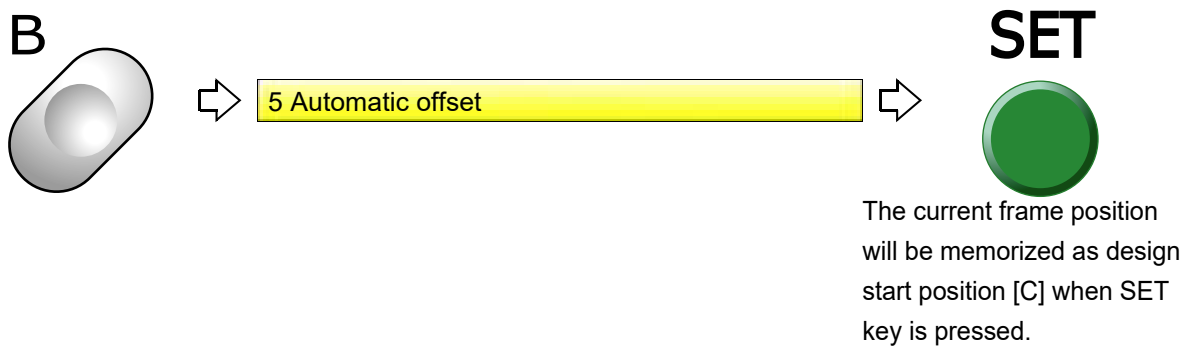 B
5 Automatic offset
SET
The current frame position
will be memorized as design
start position [C] when SET
key is pressed.